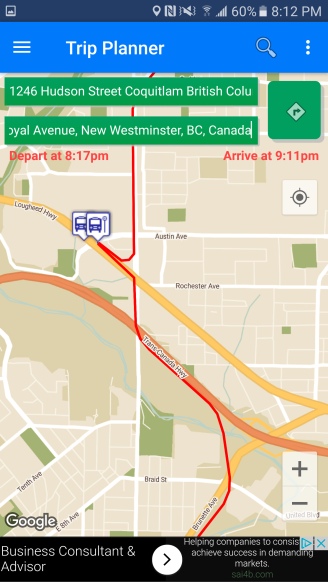 60% 8:12 PM
Trip Planner
1246 Hudson Street Coquitlam British Colu
oyal Avenue, New Westminster, BC, Canada
Depart at 8:17pm
Arrive at 9:11pm
Lougheed Hwy
Austin Ave
Rochester Ave
Trans-Canada Hwy
Braid St
Tenth Ave
E 8th Ave
Brunette Ave
United Blvd
+
−
Google
Business Consultant &
Advisor
Helping companies to consis
achieve success in demanding
markets.
sai4b.com